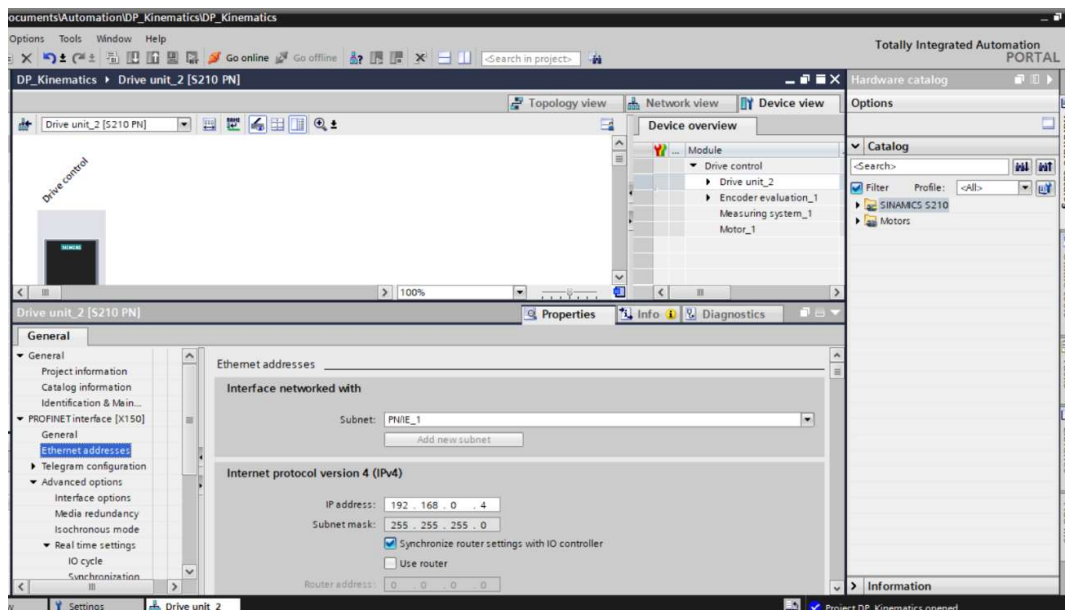 ocuments\Automation\DP_Kinematics\DP_Kinematics
Options Tools Window Help
Totally Integrated Automation
PORTAL
Go online Go offline <Search in project>
DP_Kinematics Drive unit_2 [S210 PN]
Hardware catalog
Topology view Network view Device view
Options
Drive unit_2 [S210 PN]
Device overview
Drive control
SIEMENS
... Module
Drive control
Drive unit_2
Encoder evaluation_1
Measuring system_1
Motor_1
Catalog
<Search>
Filter Profile: <All>
SINAMICS S210
Motors
100%
Drive unit_2 [S210 PN]
Properties Info Diagnostics
General
General
Project information
Catalog information
Identification & Main...
PROFINET interface [X150]
General
Ethernet addresses
Telegram configuration
Advanced options
Interface options
Media redundancy
Isochronous mode
Real time settings
IO cycle
Synchronization
Ethernet addresses
Interface networked with
Subnet: PN/IE_1
Add new subnet
Internet protocol version 4 (IPv4)
IP address: 192 . 168 . 0 . 4
Subnet mask: 255 . 255 . 255 . 0
Synchronize router settings with IO controller
Use router
Router address: 0 . 0 . 0 . 0
Information
Settings Drive unit_2
Project DP_Kinematics opened